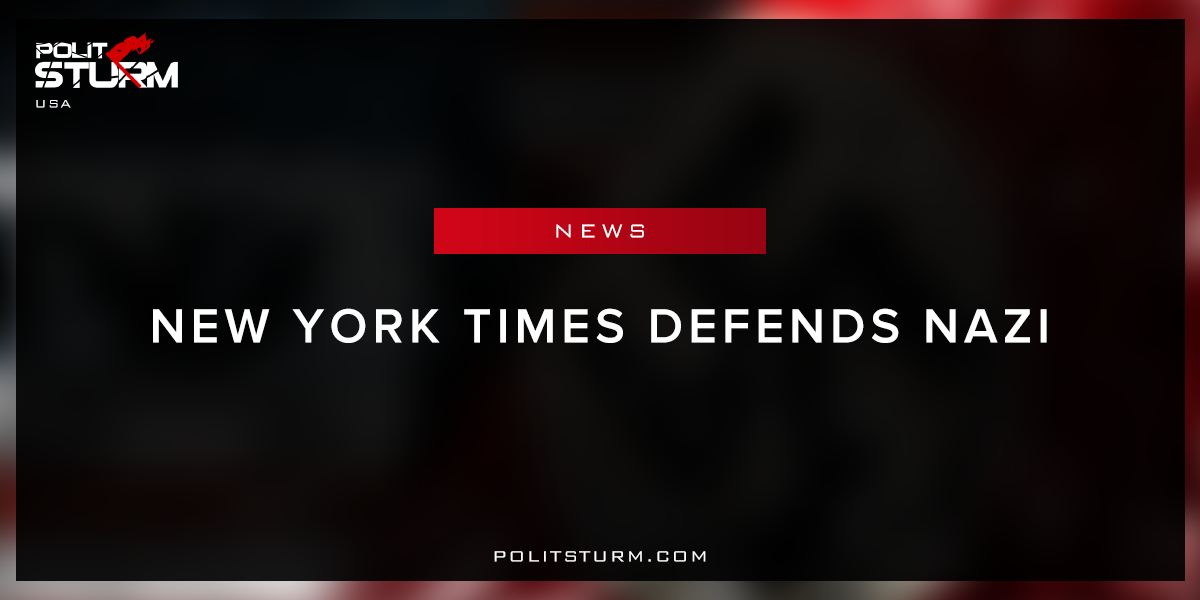 POLIT
STURM
USA
NEWS
NEW YORK TIMES DEFENDS NAZI
POLITSTURM.COM